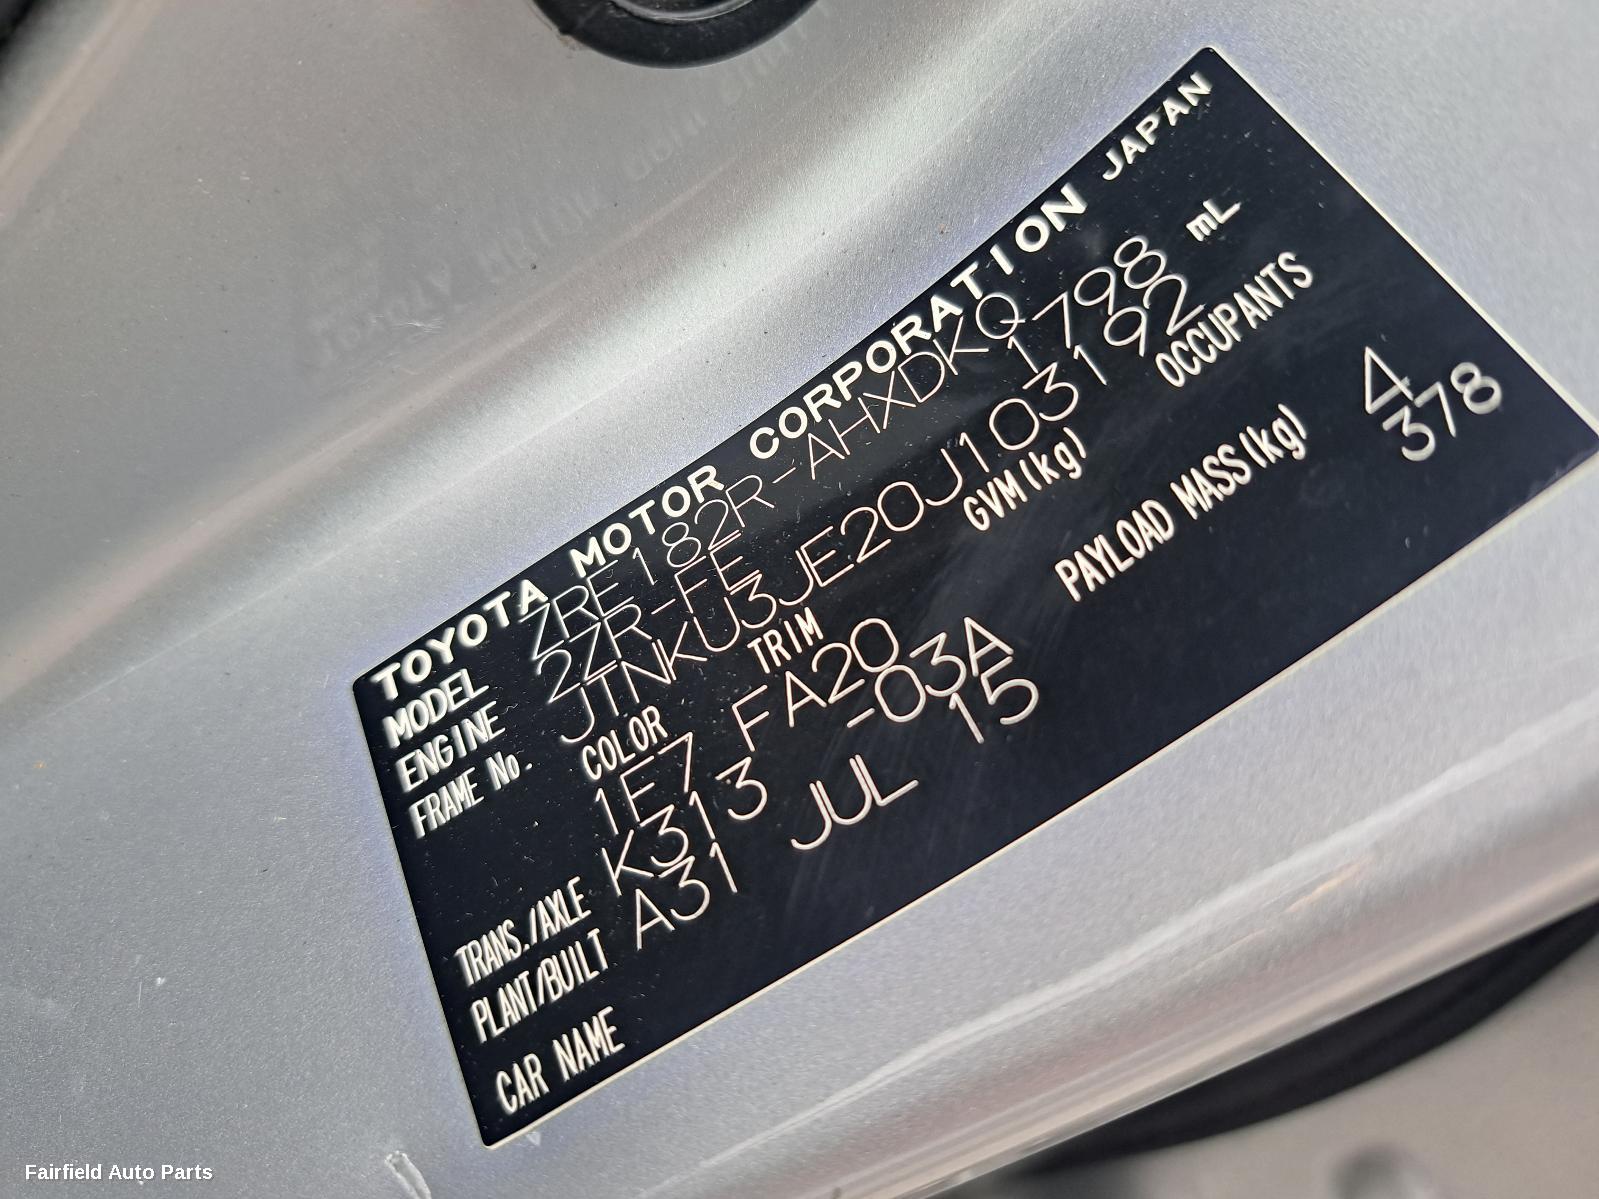 TOYOTA MOTOR CORPORATION JAPAN
MODEL ZRE182R-AHXDKQ
ENGINE 2ZR-FE 1798 mL
FRAME No. JTNKU3JE20J103192
COLOR TRIM GVM(kg) OCCUPANTS
1E7 FA20 4
TRANS./AXLE K313 -03A PAYLOAD MASS(kg) 378
PLANT/BUILT A31 JUL 15
CAR NAME
Fairfield Auto Parts